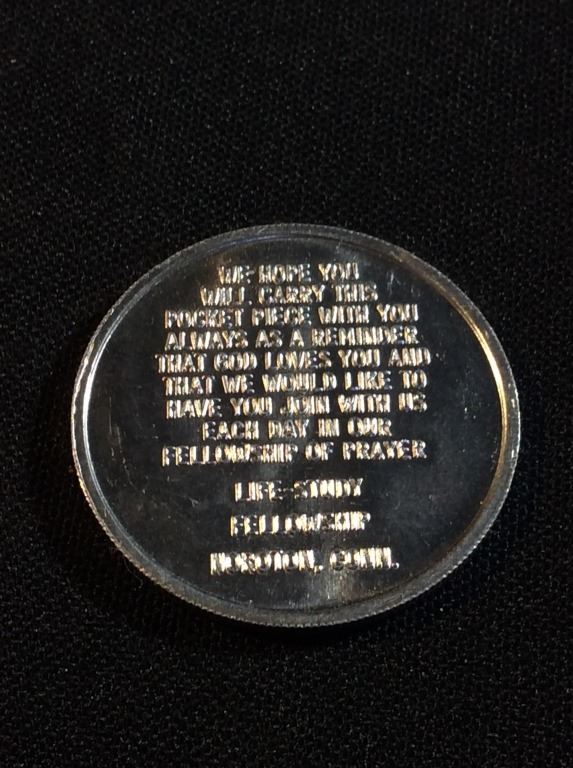 WE HOPE YOU
WILL CARRY THIS
POCKET PIECE WITH YOU
ALWAYS AS A REMINDER
THAT GOD LOVES YOU AND
THAT WE WOULD LIKE TO
HAVE YOU JOIN WITH US
EACH DAY IN OUR
FELLOWSHIP OF PRAYER
LIFE-STUDY
FELLOWSHIP
NOROTON, CONN.